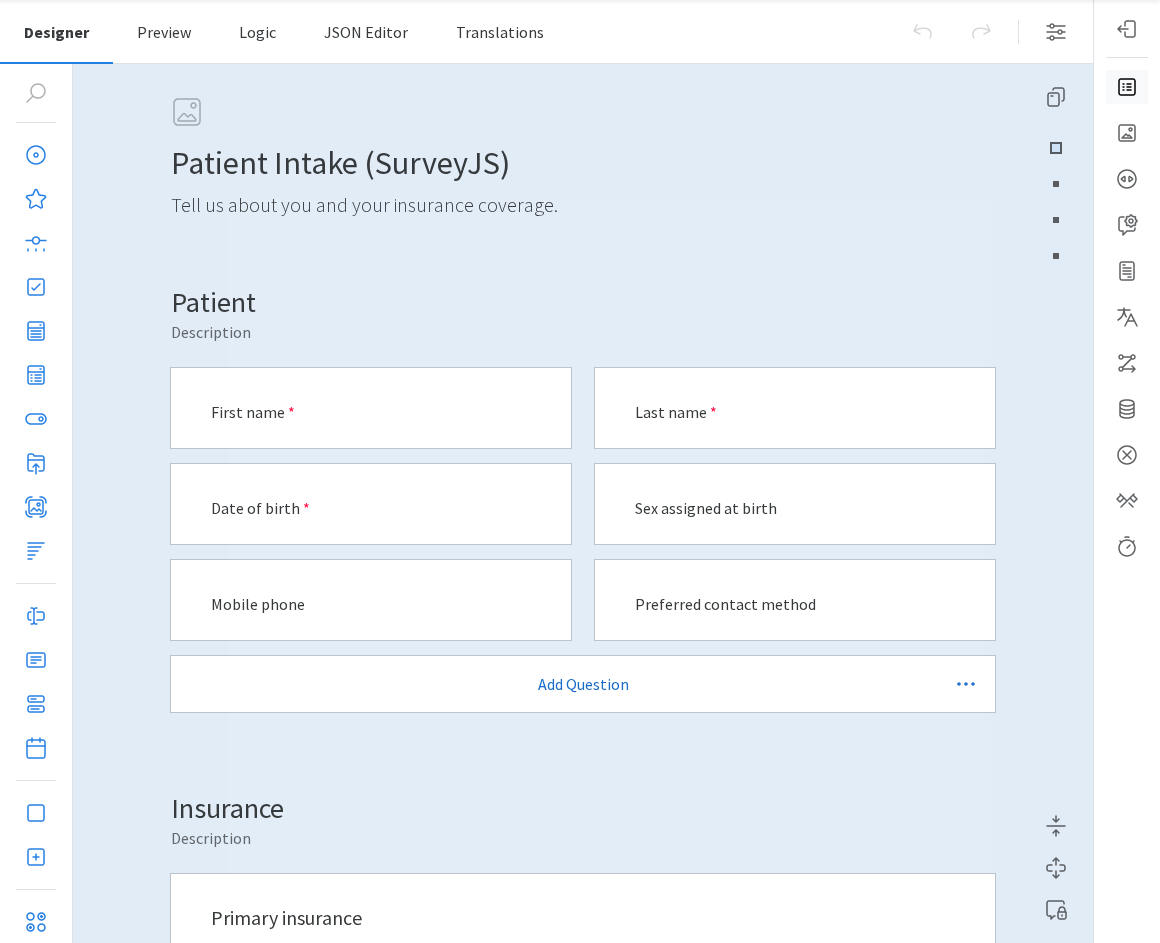 Designer
Preview
Logic
JSON Editor
Translations
Patient Intake (SurveyJS)
Tell us about you and your insurance coverage.
Patient
Description
First name *
Last name *
Date of birth *
Sex assigned at birth
Mobile phone
Preferred contact method
Add Question
Insurance
Description
Primary insurance